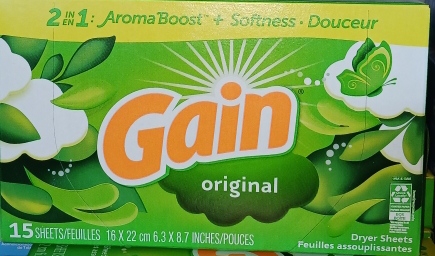 2 IN EN 1: AromaBoost™ + Softness · Douceur
Gain®
original
15 SHEETS/FEUILLES 16 X 22 cm 6.3 X 8.7 INCHES/POUCES
Dryer Sheets
Feuilles assouplissantes